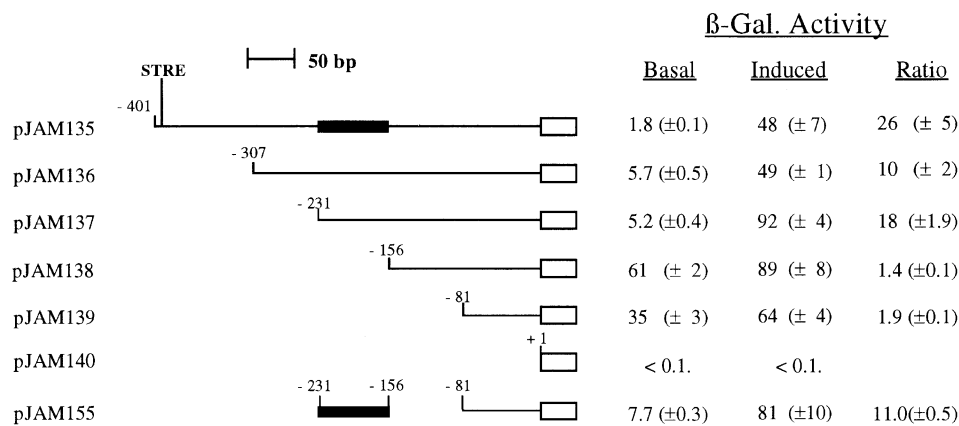 ß-Gal. Activity
50 bp
Basal Induced Ratio
STRE
- 401
pJAM135 1.8 (±0.1) 48 (± 7) 26 (± 5)
- 307
pJAM136 5.7 (±0.5) 49 (± 1) 10 (± 2)
- 231
pJAM137 5.2 (±0.4) 92 (± 4) 18 (±1.9)
- 156
pJAM138 61 (± 2) 89 (± 8) 1.4 (±0.1)
- 81
pJAM139 35 (± 3) 64 (± 4) 1.9 (±0.1)
+ 1
pJAM140 < 0.1. < 0.1.
- 231 - 156 - 81
pJAM155 7.7 (±0.3) 81 (±10) 11.0(±0.5)